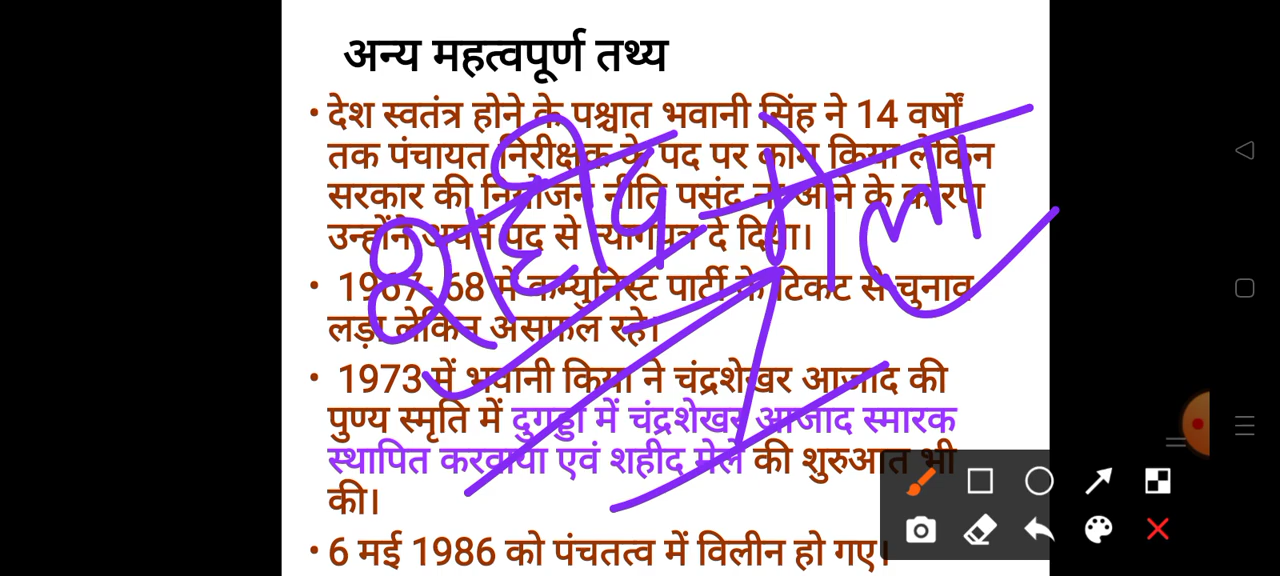 अन्य महत्वपूर्ण तथ्य
• देश स्वतंत्र होने के पश्चात भवानी सिंह ने 14 वर्षों
तक पंचायत निरीक्षक के पद पर काम किया लेकिन
सरकार की नियोजन नीति पसंद ना आने के कारण
उन्होंने अपने पद से त्यागपत्र दे दिया।
• 1967- 68 में कम्युनिस्ट पार्टी के टिकट से चुनाव
लड़ा लेकिन असफल रहे।
• 1973 में भवानी किया ने चंद्रशेखर आजाद की
पुण्य स्मृति में दुगड्डा में चंद्रशेखर आजाद स्मारक
स्थापित करवाया एवं शहीद मेले की शुरुआत भी
की।
• 6 मई 1986 को पंचतत्व में विलीन हो गए।
शहीद मेला